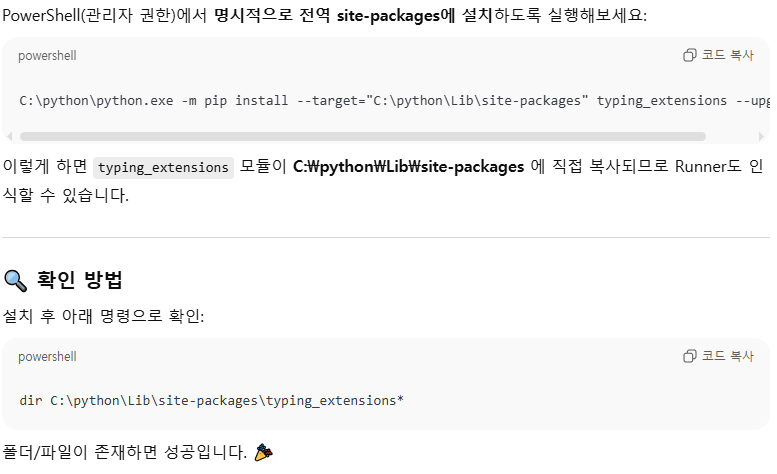 PowerShell(관리자 권한)에서 명시적으로 전역 site-packages에 설치하도록 실행해보세요:
powershell
코드 복사
C:\python\python.exe -m pip install --target="C:\python\Lib\site-packages" typing_extensions --upg
이렇게 하면 typing_extensions 모듈이 C:₩python₩Lib₩site-packages 에 직접 복사되므로 Runner도 인
식할 수 있습니다.
🔍 확인 방법
설치 후 아래 명령으로 확인:
powershell
코드 복사
dir C:\python\Lib\site-packages\typing_extensions*
폴더/파일이 존재하면 성공입니다. 🎉